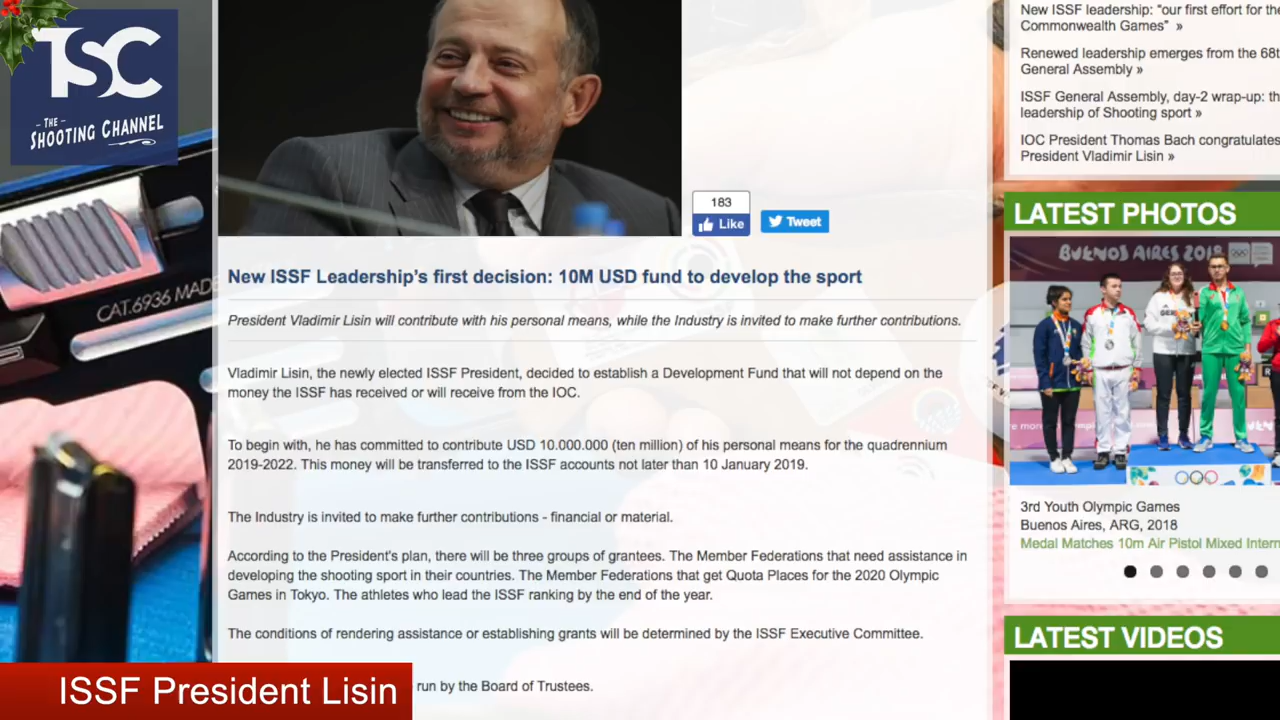 TSC
- THE -
SHOOTING CHANNEL
CAT.6936 MADE
183
Like
Tweet
New ISSF Leadership's first decision: 10M USD fund to develop the sport
President Vladimir Lisin will contribute with his personal means, while the Industry is invited to make further contributions.
Vladimir Lisin, the newly elected ISSF President, decided to establish a Development Fund that will not depend on the
money the ISSF has received or will receive from the IOC.
To begin with, he has committed to contribute USD 10.000.000 (ten million) of his personal means for the quadrennium
2019-2022. This money will be transferred to the ISSF accounts not later than 10 January 2019.
The Industry is invited to make further contributions - financial or material.
According to the President's plan, there will be three groups of grantees. The Member Federations that need assistance in
developing the shooting sport in their countries. The Member Federations that get Quota Places for the 2020 Olympic
Games in Tokyo. The athletes who lead the ISSF ranking by the end of the year.
The conditions of rendering assistance or establishing grants will be determined by the ISSF Executive Committee.
run by the Board of Trustees.
ISSF President Lisin
New ISSF leadership: "our first effort for the
Commonwealth Games" »
Renewed leadership emerges from the 68t
General Assembly »
ISSF General Assembly, day-2 wrap-up: th
leadership of Shooting sport »
IOC President Thomas Bach congratulates
President Vladimir Lisin »
LATEST PHOTOS
BUENOS AIRES 2018
3rd Youth Olympic Games
Buenos Aires, ARG, 2018
Medal Matches 10m Air Pistol Mixed Intern
LATEST VIDEOS